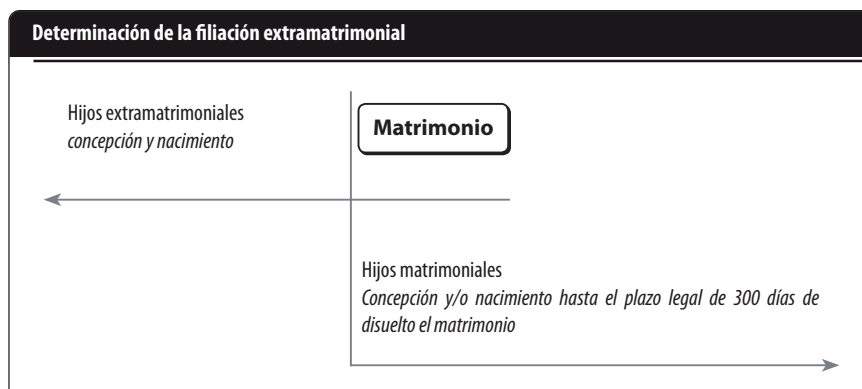 Determinación de la filiación extramatrimonial
Hijos extramatrimoniales
concepción y nacimiento
Matrimonio
Hijos matrimoniales
Concepción y/o nacimiento hasta el plazo legal de 300 días de
disuelto el matrimonio